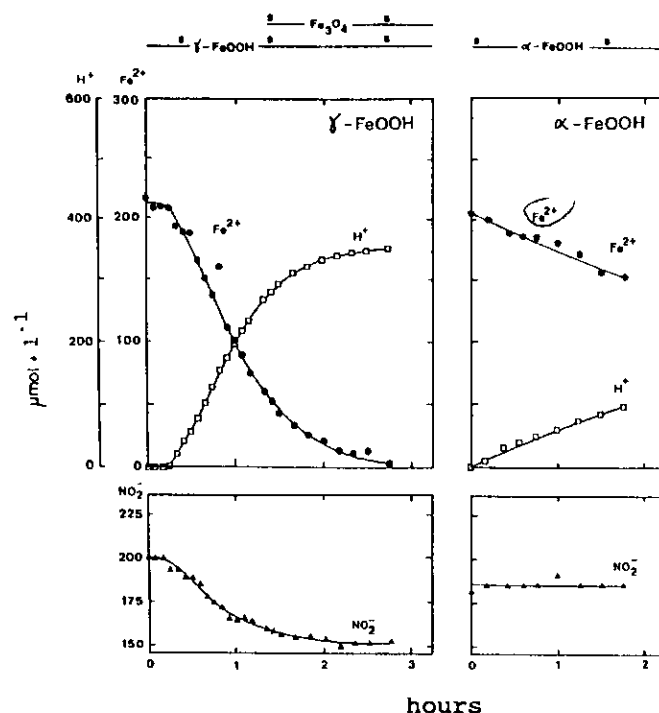 Fe3O4
γ-FeOOH
α-FeOOH
H+ Fe2+
600 300
γ-FeOOH
α-FeOOH
Fe2+
Fe2+
Fe2+
H+
400 200
200 100
H+
0 0
μmol · l-1
NO2-
225
200
175
150
NO2-
NO2-
0 1 2 3
0 1 2
hours